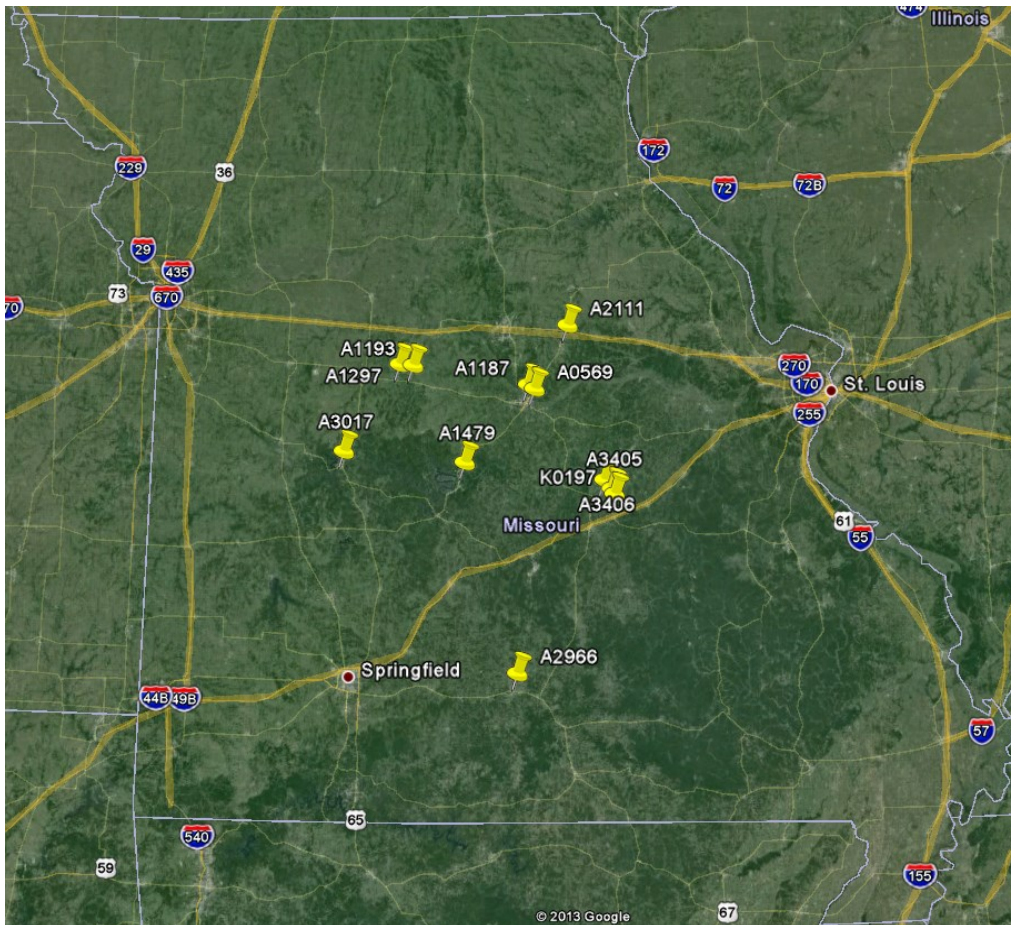 474
Illinois
172
229
36
72
72B
29
435
73
670
70
A2111
A1193
A1297
A1187
A0569
270
170
St. Louis
255
A3017
A1479
A3405
K0197
A3406
Missouri
61
55
A2966
Springfield
44B
49B
57
65
540
59
155
67
© 2013 Google